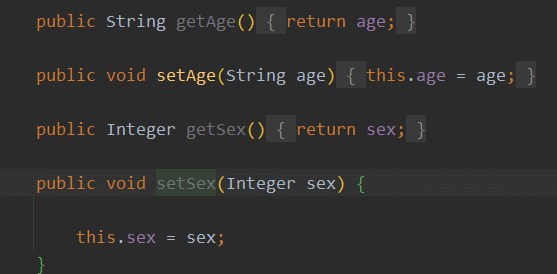 public String getAge() { return age; }
public void setAge(String age) { this.age = age; }
public Integer getSex() { return sex; }
public void setSex(Integer sex) {
this.sex = sex;
}